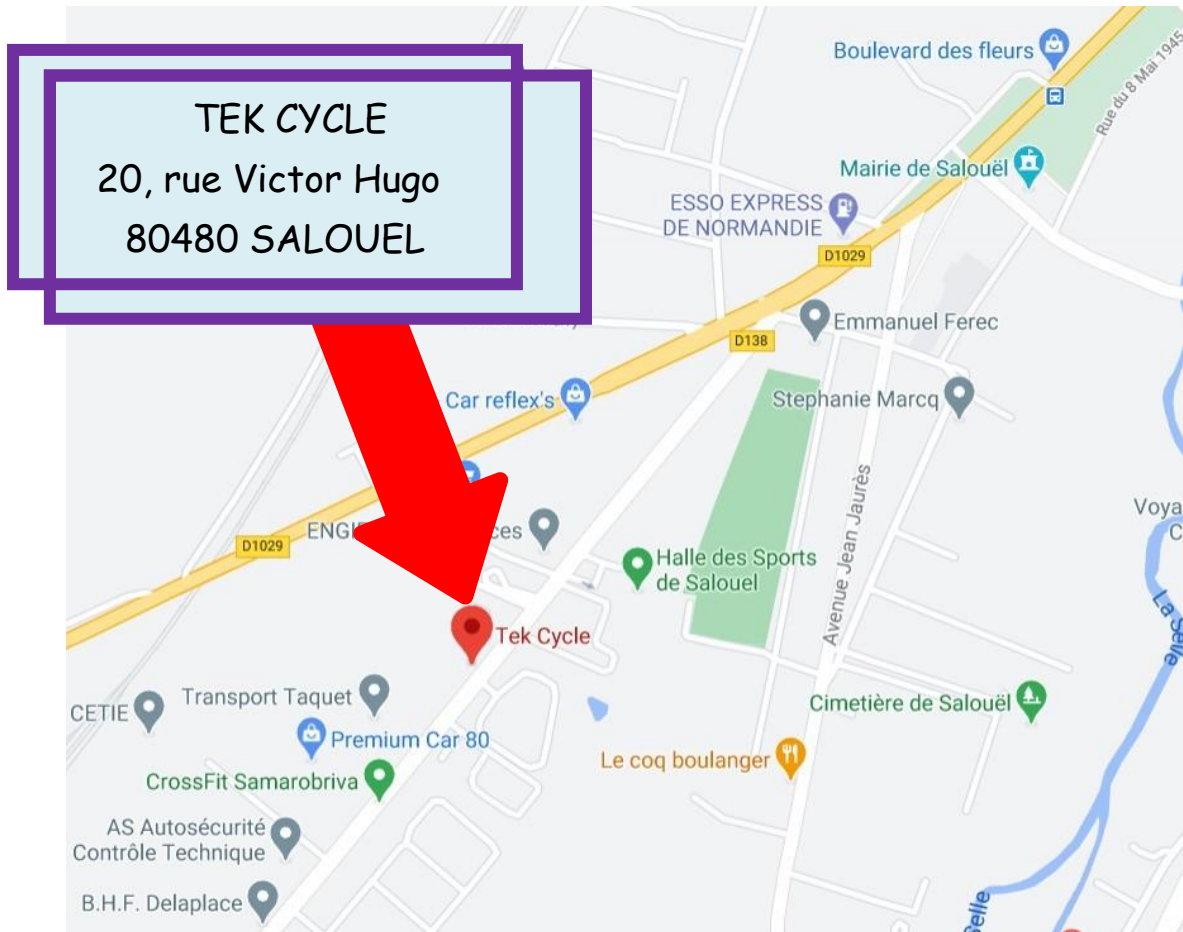 Boulevard des fleurs
Rue du 8 Mai 1945
TEK CYCLE
20, rue Victor Hugo
80480 SALOUEL
Mairie de Salouël
ESSO EXPRESS
DE NORMANDIE
D1029
Emmanuel Ferec
D138
Car reflex's
Stephanie Marcq
Avenue Jean Jaurès
D1029
Halle des Sports
de Salouel
La Selle
Tek Cycle
Transport Taquet
CETIE
Cimetière de Salouël
Premium Car 80
Le coq boulanger
CrossFit Samarobriva
AS Autosécurité
Contrôle Technique
B.H.F. Delaplace
Selle